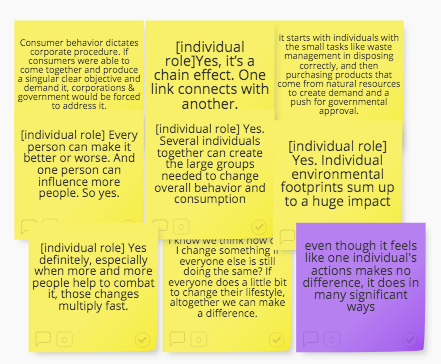 Consumer behavior dictates
corporate procedure. If
consumers were able to
come together and produce
a singular clear objective and
demand it, corporations &
government would be forced
to address it.
[individual
role]Yes, it's a
chain effect. One
link connects with
another.
it starts with individuals with
the small tasks like waste
management in disposing
correctly, and then
purchasing products that
come from natural resources
to create demand and a
push for governmental
approval.
[individual role] Every
person can make it
better or worse. And
one person can
influence more
people. So yes.
[individual role] Yes.
Several individuals
together can create
the large groups
needed to change
overall behavior and
consumption
[individual role]
Yes. Individual
environmental
footprints sum up
to a huge impact
[individual role] Yes
definitely, especially
when more and more
people help to combat
it, those changes
multiply fast.
I know we think how
I change something if
everyone else is still
doing the same? If
everyone does a little bit
to change their lifestyle,
altogether we can make
a difference.
even though it feels
like one individual's
actions makes no
difference, it does in
many significant
ways
0
0
0